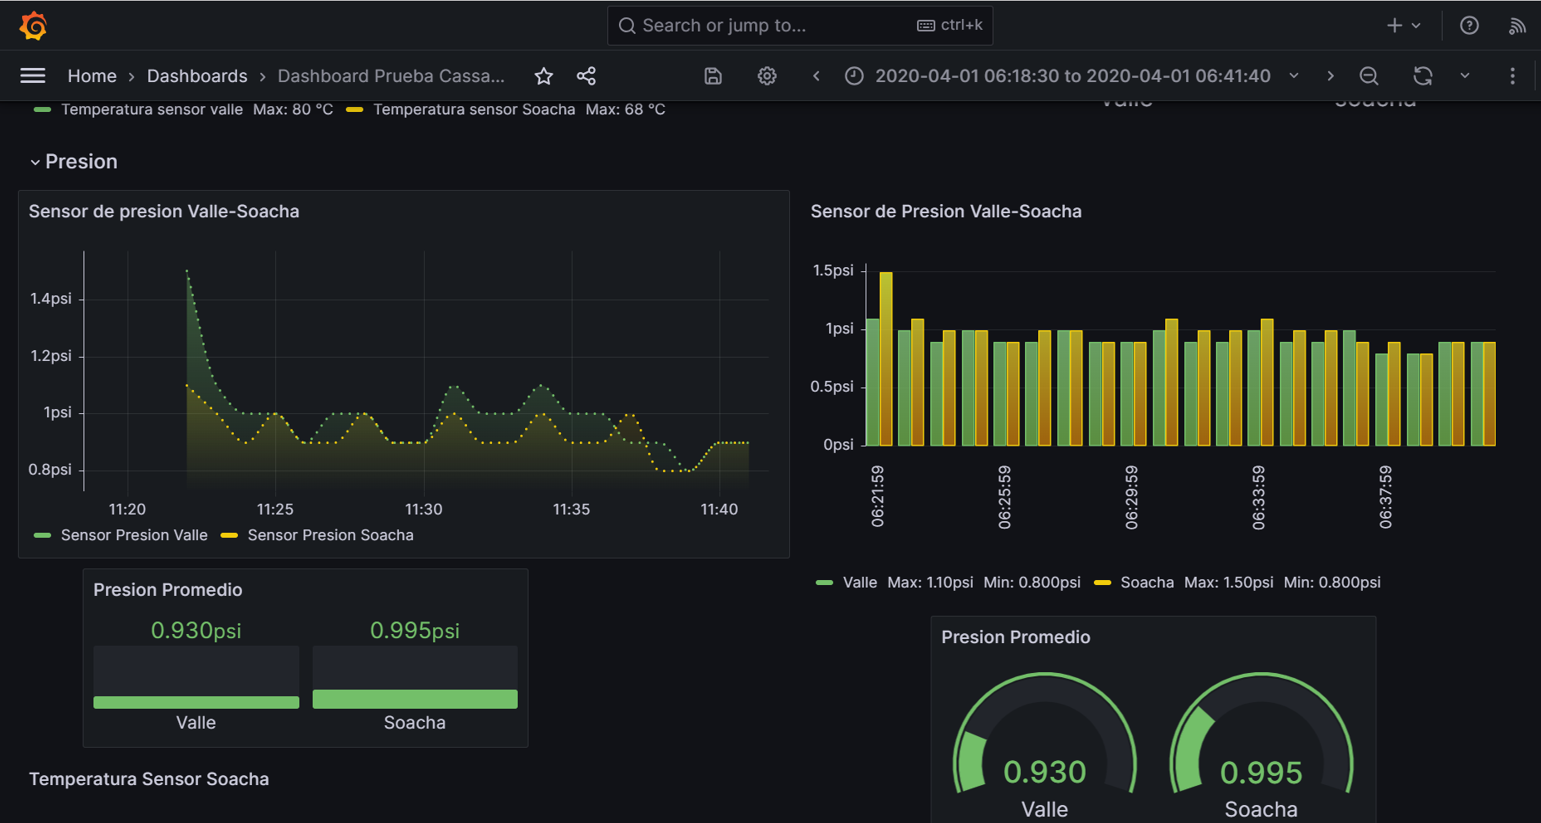 Search or jump to... ctrl+k
Home › Dashboards › Dashboard Prueba Cassa... 2020-04-01 06:18:30 to 2020-04-01 06:41:40
Valle Soacha
Temperatura sensor valle Max: 80 °C Temperatura sensor Soacha Max: 68 °C
Presion
Sensor de presion Valle-Soacha
1.4psi
1.2psi
1psi
0.8psi
11:20 11:25 11:30 11:35 11:40
Sensor Presion Valle Sensor Presion Soacha
Sensor de Presion Valle-Soacha
1.5psi
1psi
0.5psi
0psi
06:21:59 06:25:59 06:29:59 06:33:59 06:37:59
Valle Max: 1.10psi Min: 0.800psi Soacha Max: 1.50psi Min: 0.800psi
Presion Promedio
0.930psi 0.995psi
Valle Soacha
Presion Promedio
0.930 0.995
Valle Soacha
Temperatura Sensor Soacha